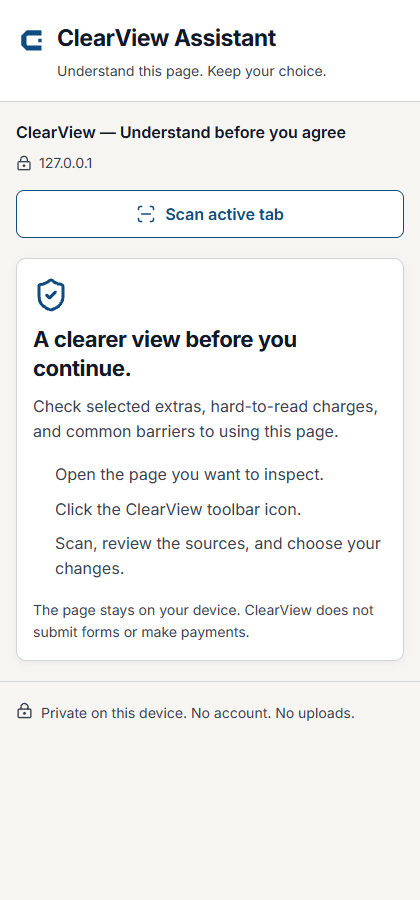 ClearView Assistant
Understand this page. Keep your choice.
ClearView — Understand before you agree
127.0.0.1
Scan active tab
A clearer view before you
continue.
Check selected extras, hard-to-read charges,
and common barriers to using this page.
Open the page you want to inspect.
Click the ClearView toolbar icon.
Scan, review the sources, and choose your
changes.
The page stays on your device. ClearView does not
submit forms or make payments.
Private on this device. No account. No uploads.